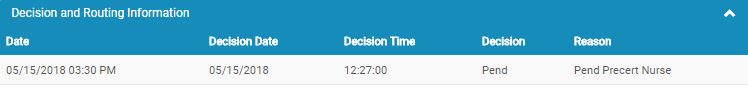 Decision and Routing Information
Date Decision Date Decision Time Decision Reason
05/15/2018 03:30 PM 05/15/2018 12:27:00 Pend Pend Precert Nurse